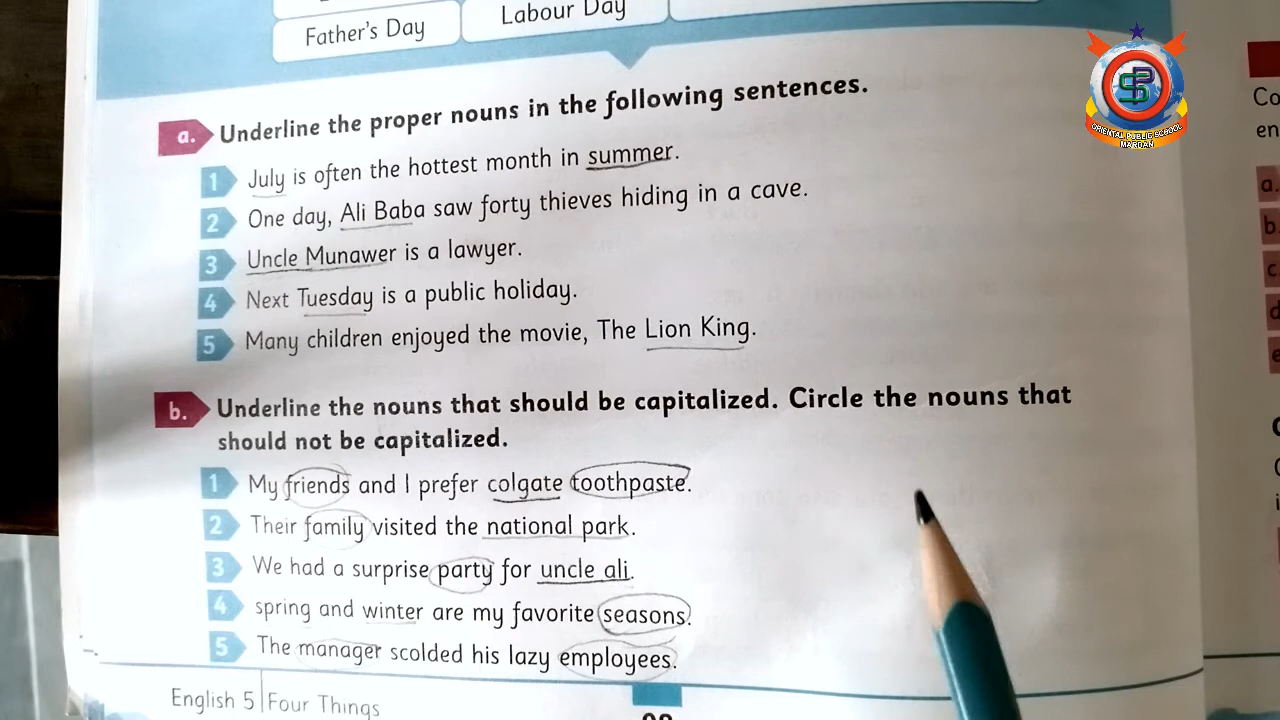 Father's Day
Labour Day
a. Underline the proper nouns in the following sentences.
1 July is often the hottest month in summer.
2 One day, Ali Baba saw forty thieves hiding in a cave.
3 Uncle Munawer is a lawyer.
4 Next Tuesday is a public holiday.
5 Many children enjoyed the movie, The Lion King.
b. Underline the nouns that should be capitalized. Circle the nouns that
should not be capitalized.
1 My friends and I prefer colgate toothpaste.
2 Their family visited the national park.
3 We had a surprise party for uncle ali.
4 spring and winter are my favorite seasons.
5 The manager scolded his lazy employees.
English 5 Four Things
ORIENTAL PUBLIC SCHOOL
MARDAN
Co
en
a.
b.
c
d
e